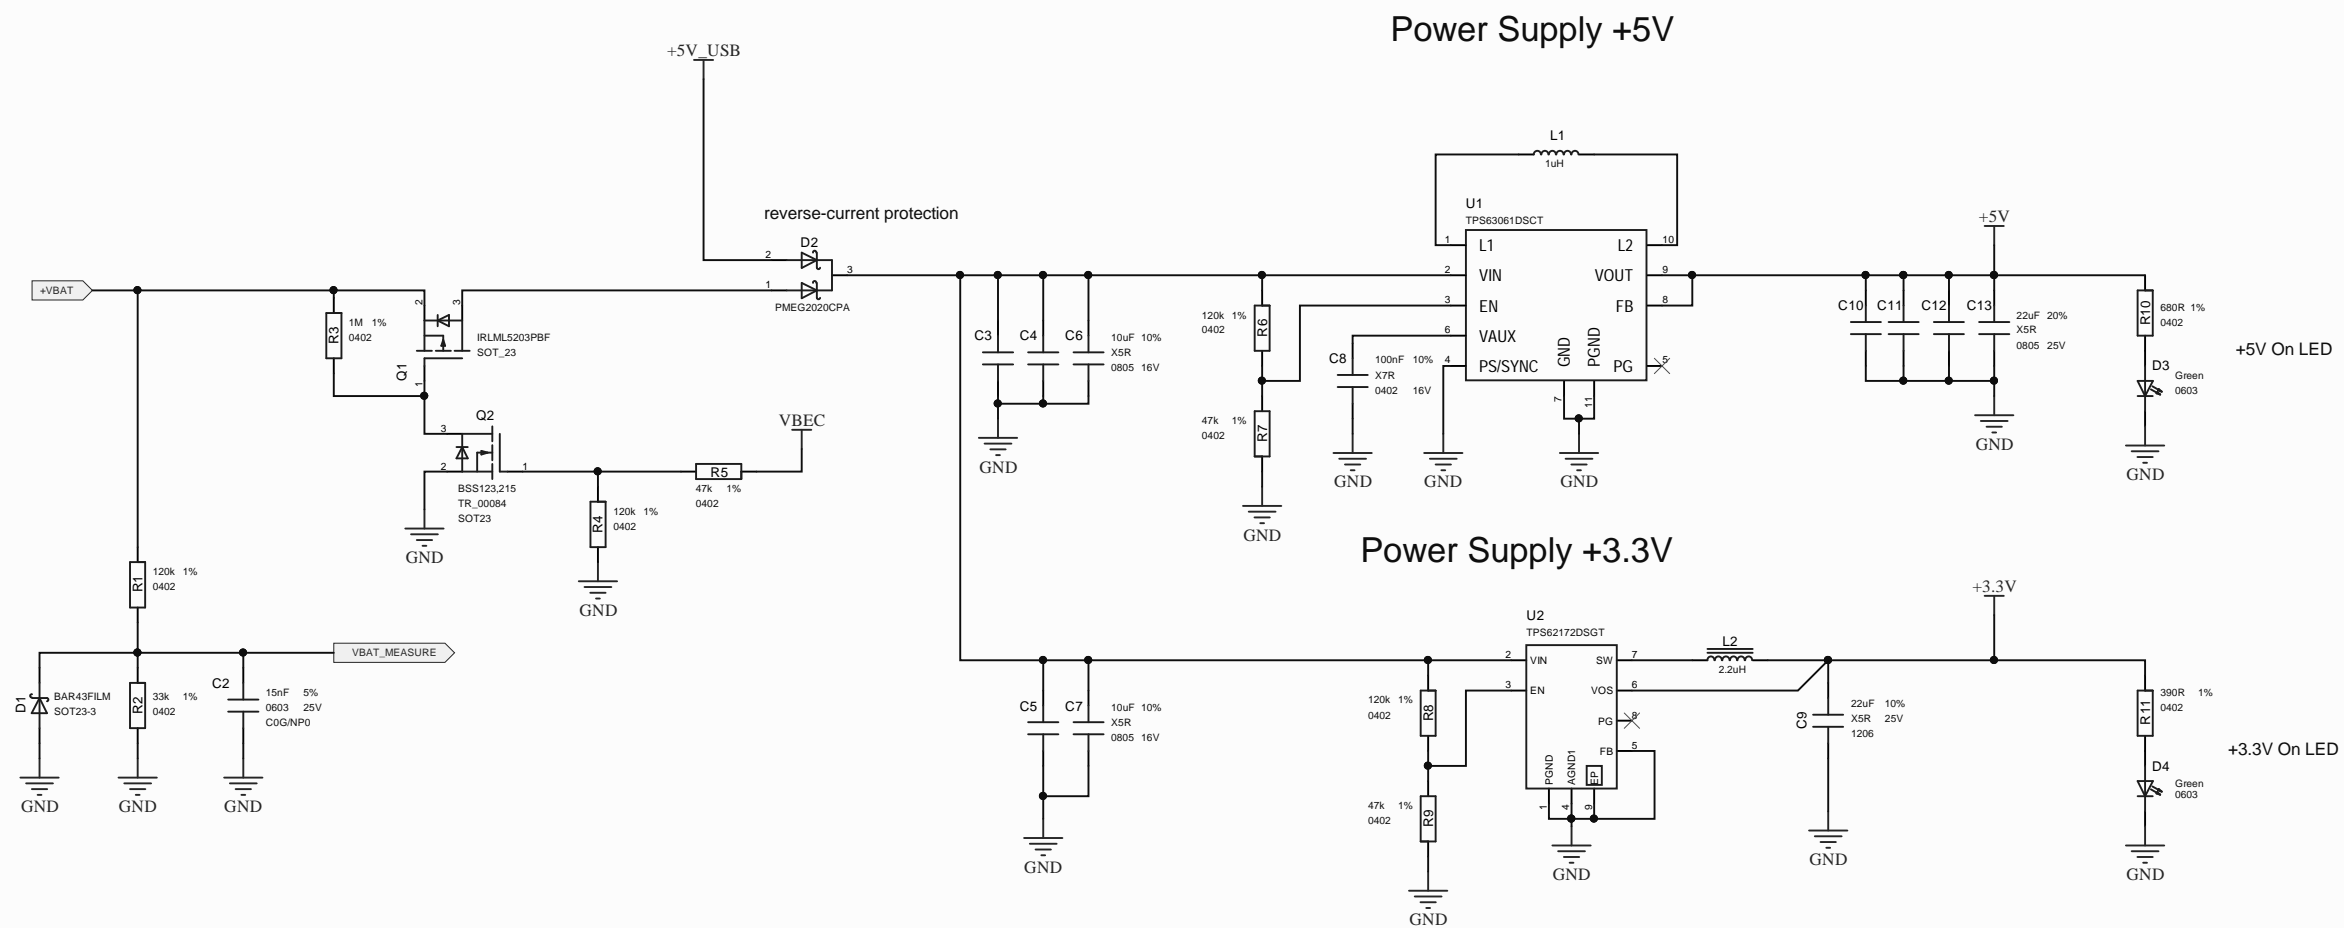 Power Supply +5V
+5V_USB
reverse-current protection
D2
2
1
3
PMEG2020CPA
+VBAT
R3
1M 1%
0402
2
3
IRLML5203PBF
SOT_23
Q1
1
Q2
3
2
1
BSS123,215
TR_00084
SOT23
GND
VBEC
R5
47k 1%
0402
R4
120k 1%
0402
GND
R1
120k 1%
0402
VBAT_MEASURE
D1
BAR43FILM
SOT23-3
R2
33k 1%
0402
C2
15nF 5%
0603 25V
C0G/NP0
GND
GND
GND
C3
C4
C6
10uF 10%
X5R
0805 16V
GND
R6
120k 1%
0402
R7
47k 1%
0402
GND
C8
100nF 10%
X7R
0402 16V
GND
GND
GND
L1
1uH
U1
TPS63061DSCT
1
L1
L2
10
2
VIN
VOUT
9
3
EN
FB
8
6
VAUX
4
PS/SYNC
GND
PGND
PG
5
7
11
+5V
C10
C11
C12
C13
22uF 20%
X5R
0805 25V
GND
R10
680R 1%
0402
D3
Green
0603
GND
+5V On LED
Power Supply +3.3V
C5
C7
10uF 10%
X5R
0805 16V
GND
R8
120k 1%
0402
R9
47k 1%
0402
GND
U2
TPS62172DSGT
2
VIN
SW
7
3
EN
VOS
6
PG
8
FB
5
PGND
AGND1
EP
1
4
9
GND
L2
2.2uH
+3.3V
C9
22uF 10%
X5R 25V
1206
GND
R11
390R 1%
0402
D4
Green
0603
GND
+3.3V On LED